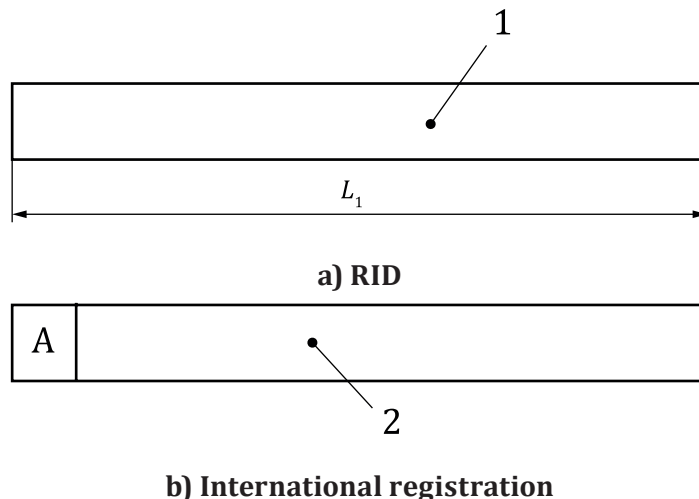 1
L₁
a) RID
A
2
b) International registration